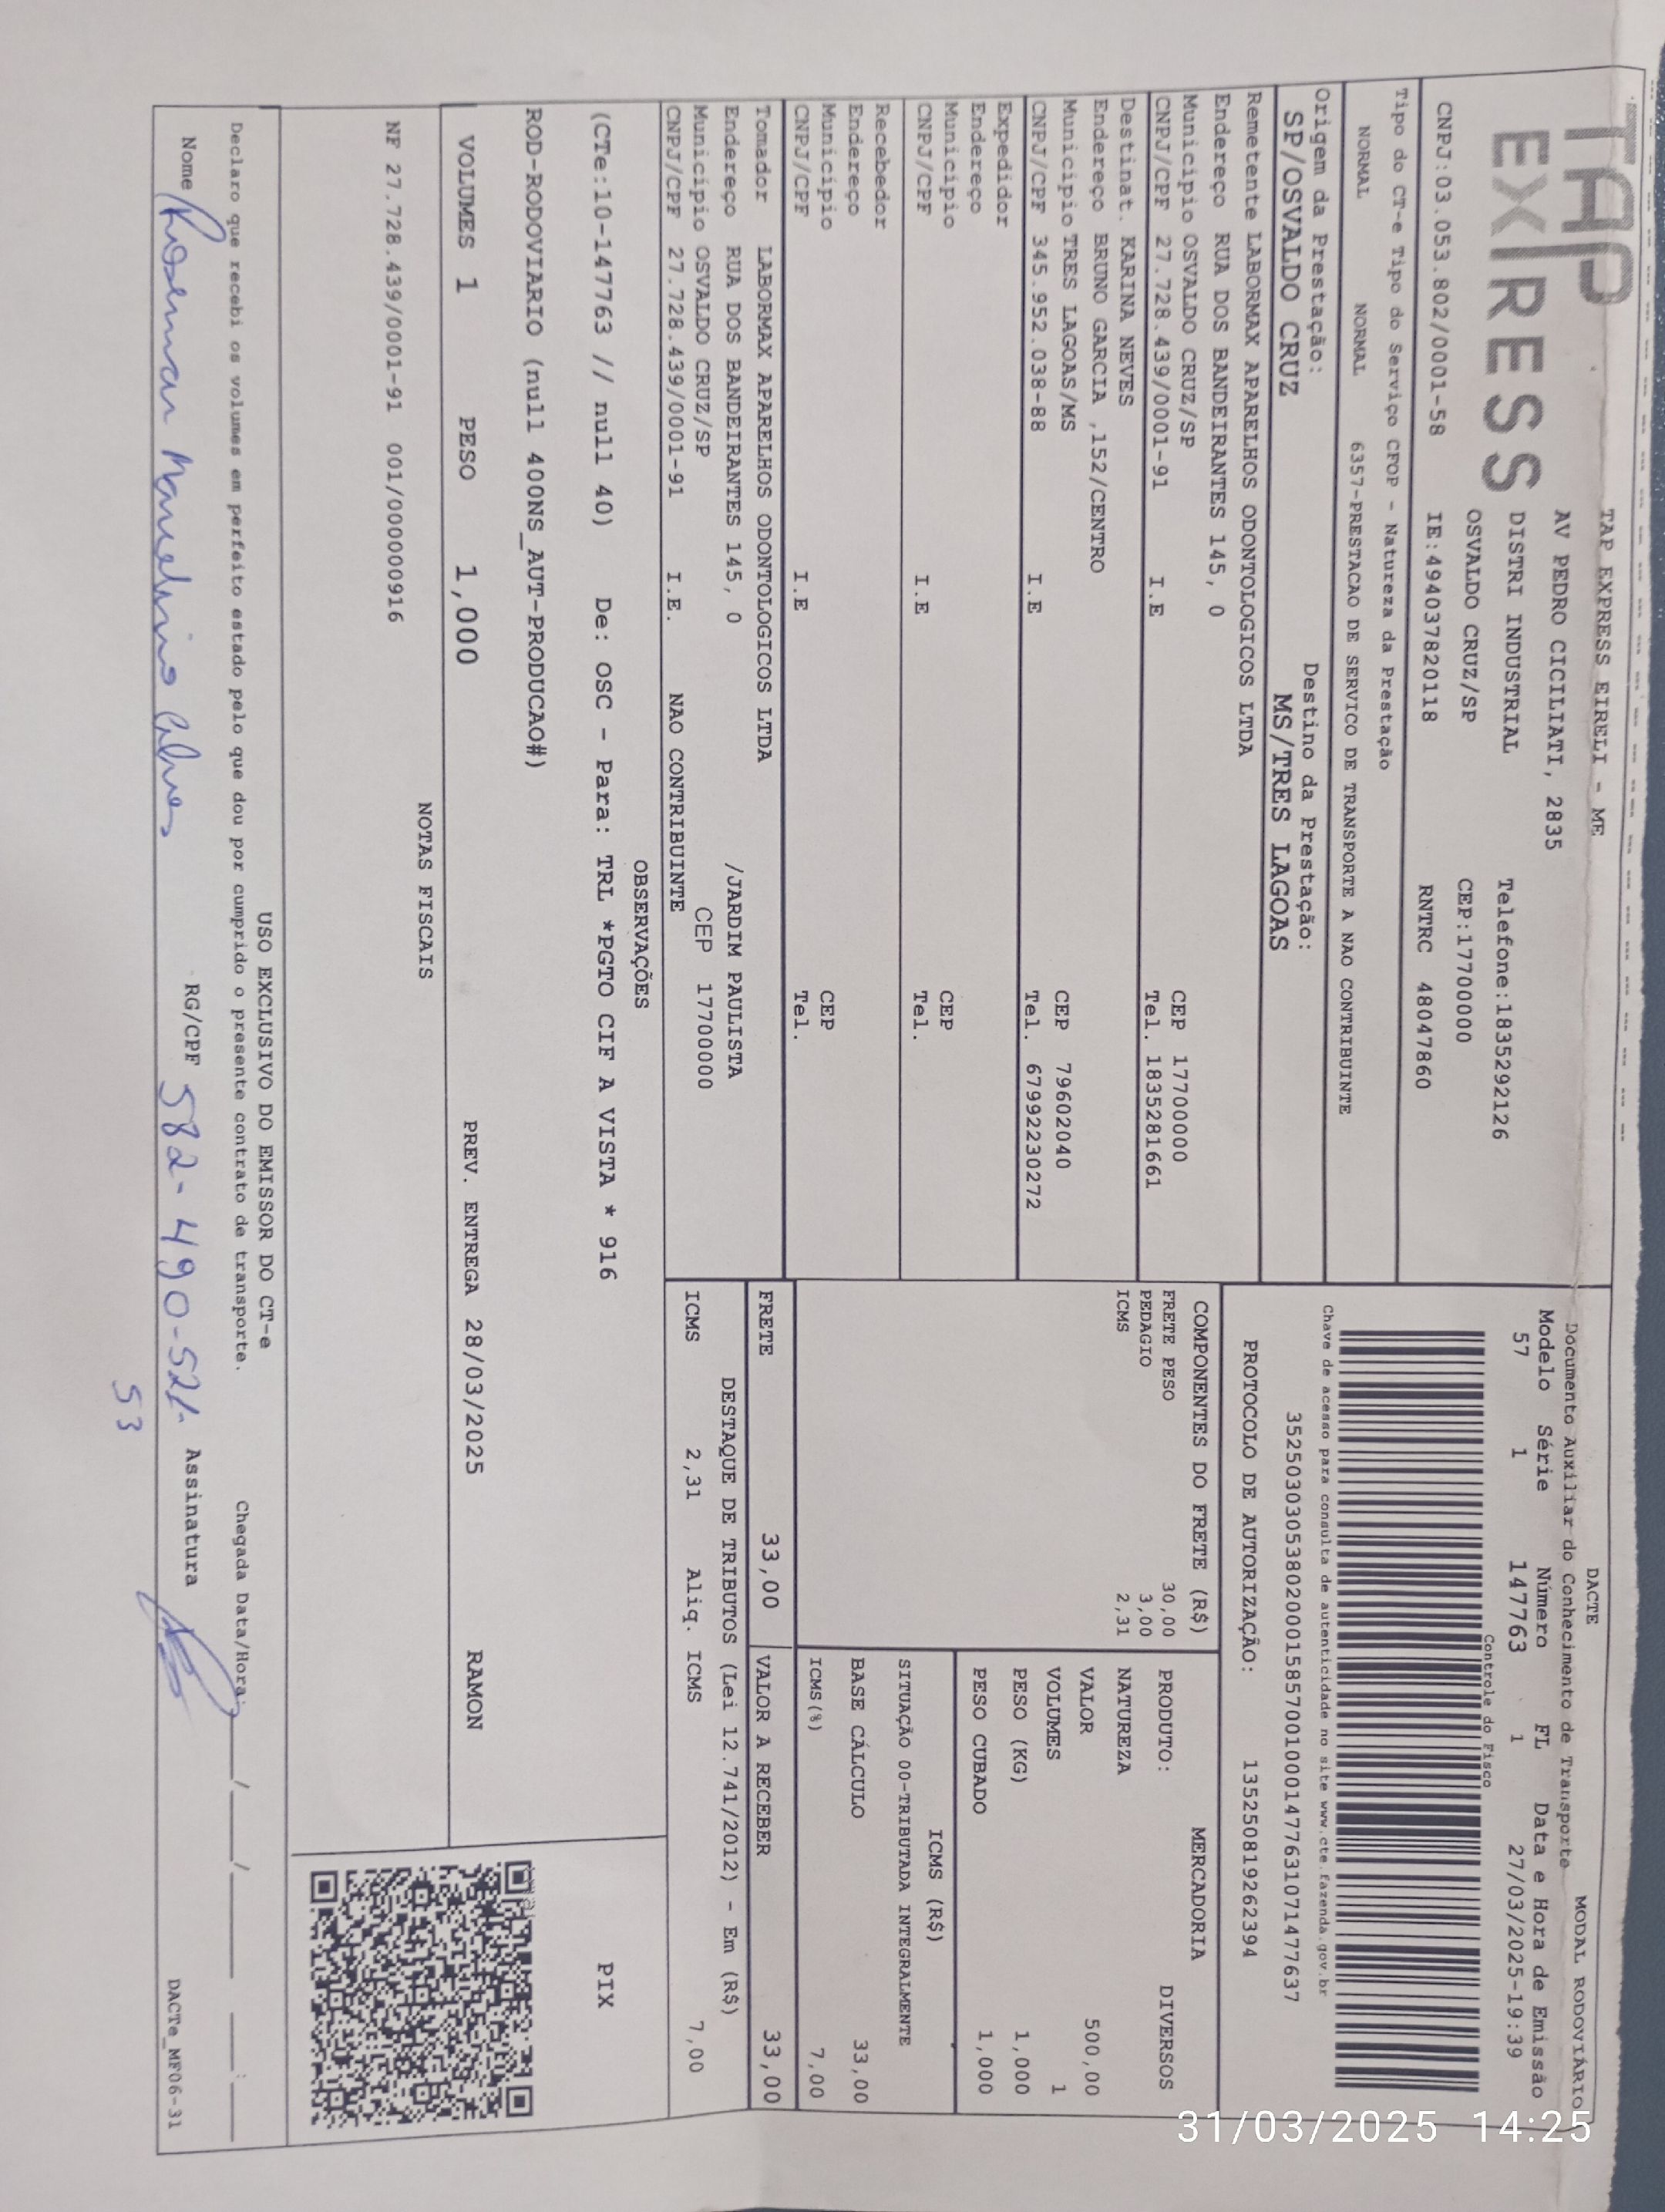 TAP
EXPRESS
TAP EXPRESS EIRELI - ME
AV PEDRO CICILIATI, 2835
DISTRI INDUSTRIAL Telefone:1835292126
OSVALDO CRUZ/SP CEP:17700000
CNPJ:03.053.802/0001-58 IE:494037820118 RNTRC 48047860
Tipo do CT-e Tipo do Serviço CFOP - Natureza da Prestação
NORMAL NORMAL 6357-PRESTACAO DE SERVICO DE TRANSPORTE A NAO CONTRIBUINTE
Origem da Prestação: Destino da Prestação:
SP/OSVALDO CRUZ MS/TRES LAGOAS
DACTE MODAL RODOVIÁRIO
Documento Auxiliar do Conhecimento de Transporte
Modelo Série Número FL Data e Hora de Emissão
57 1 147763 1 27/03/2025-19:39
Controle do Fisco
Chave de acesso para consulta de autenticidade no site www.cte.fazenda.gov.br
35250303053802000158570010001477631071477637
PROTOCOLO DE AUTORIZAÇÃO: 135250819262394
Remetente LABORMAX APARELHOS ODONTOLOGICOS LTDA
Endereço RUA DOS BANDEIRANTES 145, 0
Município OSVALDO CRUZ/SP CEP 17700000
CNPJ/CPF 27.728.439/0001-91 I.E Tel. 1835281661
Destinat. KARINA NEVES
Endereço BRUNO GARCIA ,152/CENTRO
Município TRES LAGOAS/MS CEP 79602040
CNPJ/CPF 345.952.038-88 I.E Tel. 67992230272
Expedidor
Endereço
Município CEP
CNPJ/CPF I.E Tel.
Recebedor
Endereço
Município CEP
CNPJ/CPF I.E Tel.
Tomador LABORMAX APARELHOS ODONTOLOGICOS LTDA
Endereço RUA DOS BANDEIRANTES 145, 0 /JARDIM PAULISTA
Município OSVALDO CRUZ/SP CEP 17700000
CNPJ/CPF 27.728.439/0001-91 I.E. NAO CONTRIBUINTE
COMPONENTES DO FRETE (R$)
FRETE PESO 30,00
PEDAGIO 3,00
ICMS 2,31
MERCADORIA
PRODUTO: DIVERSOS
NATUREZA
VALOR 500,00
VOLUMES 1
PESO (KG) 1,000
PESO CUBADO 1,000
ICMS (R$)
SITUAÇÃO 00-TRIBUTADA INTEGRALMENTE
BASE CÁLCULO 33,00
ICMS(%) 7,00
FRETE 33,00 VALOR A RECEBER 33,00
DESTAQUE DE TRIBUTOS (Lei 12.741/2012) - Em (R$)
ICMS 2,31 Aliq. ICMS 7,00
OBSERVAÇÕES
(CTe:10-147763 // null 40) De: OSC - Para: TRL *PGTO CIF A VISTA * 916
ROD-RODOVIARIO (null 400NS_AUT-PRODUCAO#)
PIX
VOLUMES 1 PESO 1,000 PREV. ENTREGA 28/03/2025 RAMON
NOTAS FISCAIS
NF 27.728.439/0001-91 001/000000916
USO EXCLUSIVO DO EMISSOR DO CT-e
Declaro que recebi os volumes em perfeito estado pelo que dou por cumprido o presente contrato de transporte. Chegada Data/Hora: __/__/____ __:__
Nome Rosemar Marcelino Alves RG/CPF 582-490-521- Assinatura
53
DACTe_MF06-31
31/03/2025 14:25